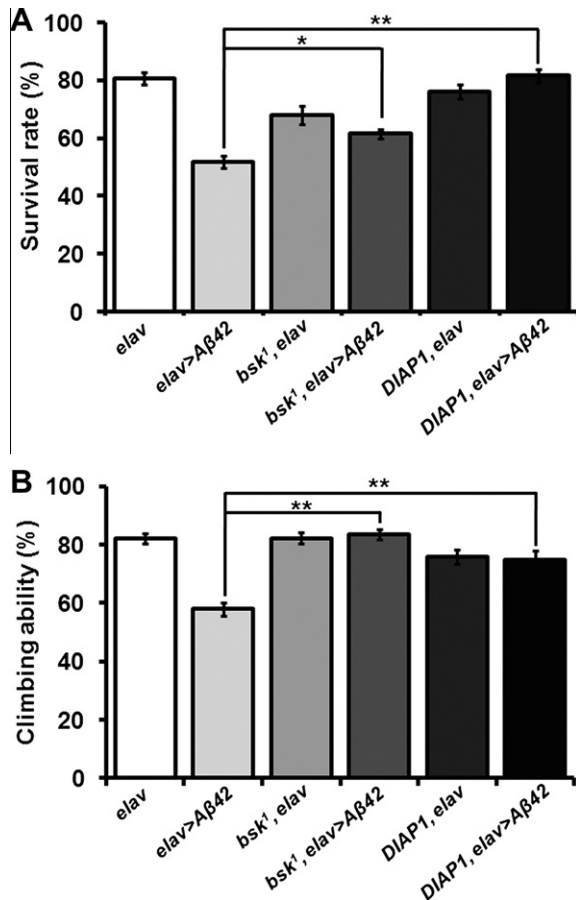 A
Survival rate (%)
100
80
60
40
20
0
*
**
elav
elav>Aβ42
bsk¹, elav
bsk¹, elav>Aβ42
DIAP1, elav
DIAP1, elav>Aβ42
B
Climbing ability (%)
100
80
60
40
20
0
**
**
elav
elav>Aβ42
bsk¹, elav
bsk¹, elav>Aβ42
DIAP1, elav
DIAP1, elav>Aβ42